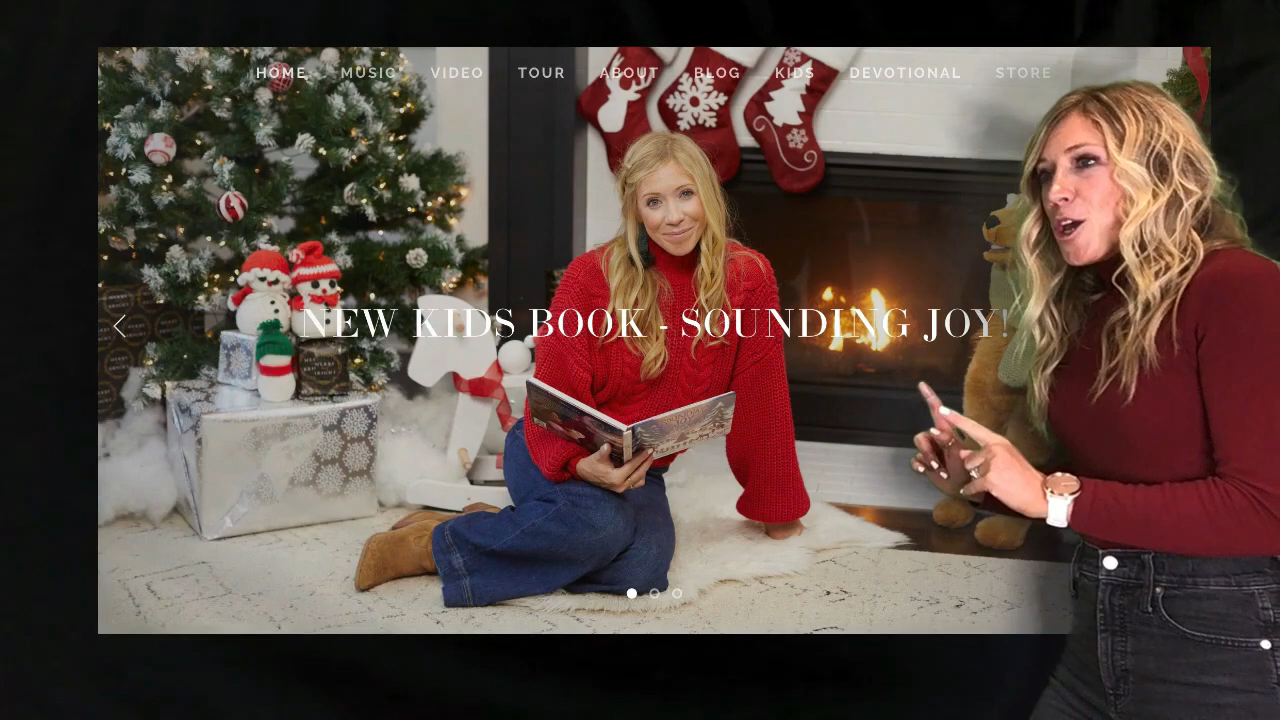 HOME MUSIC VIDEO TOUR ABOUT BLOG KIDS DEVOTIONAL STORE
NEW KIDS BOOK - SOUNDING JOY!